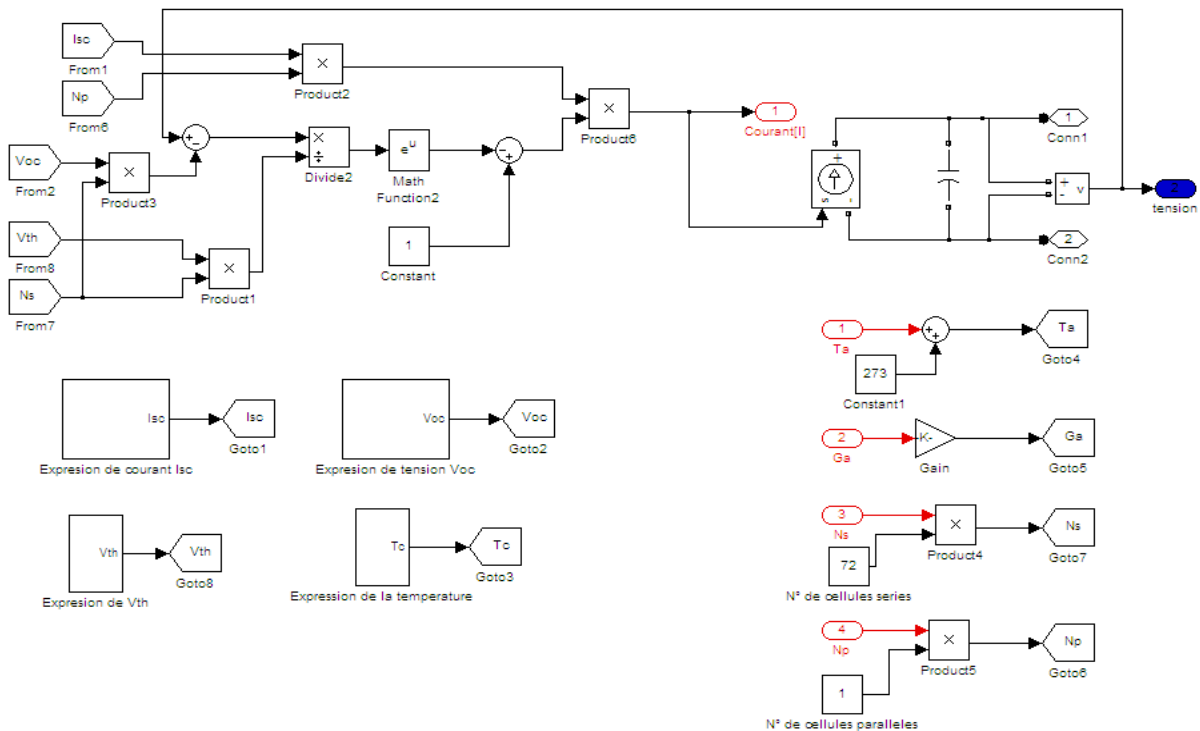 Isc
From1
Np
From6
×
Product2
×
Product6
1
Courant[I]
1
Conn1
+
-
+
s
-
+
-
v
2
tension
2
Conn2
Voc
From2
×
Product3
×
÷
Divide2
e^u
Math
Function2
-
+
1
Constant
Vth
From8
Ns
From7
×
Product1
1
Ta
+
+
273
Constant1
Ta
Goto4
Isc
Expresion de courant Isc
Isc
Goto1
Voc
Expresion de tension Voc
Voc
Goto2
2
Ga
-K-
Gain
Ga
Goto5
Vth
Expresion de Vth
Vth
Goto8
Tc
Expression de la temperature
Tc
Goto3
3
Ns
×
Product4
72
N° de cellules series
Ns
Goto7
4
Np
×
Product5
1
N° de cellules paralleles
Np
Goto6